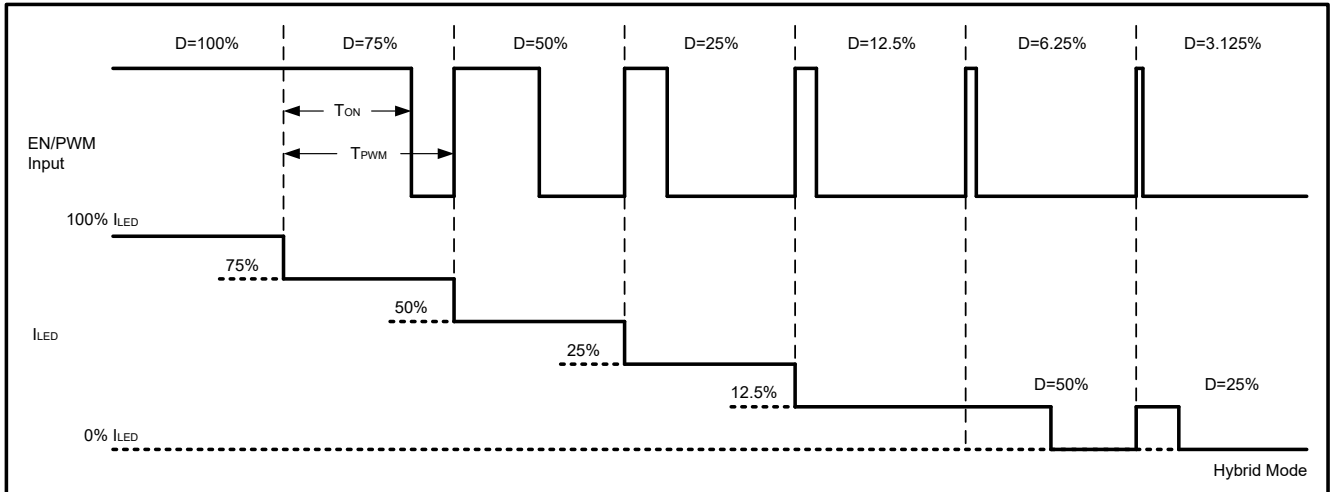 D=100% D=75% D=50% D=25% D=12.5% D=6.25% D=3.125%
TON
EN/PWM
Input
TPWM
100% ILED
75%
50%
ILED
25%
12.5%
D=50% D=25%
0% ILED
Hybrid Mode